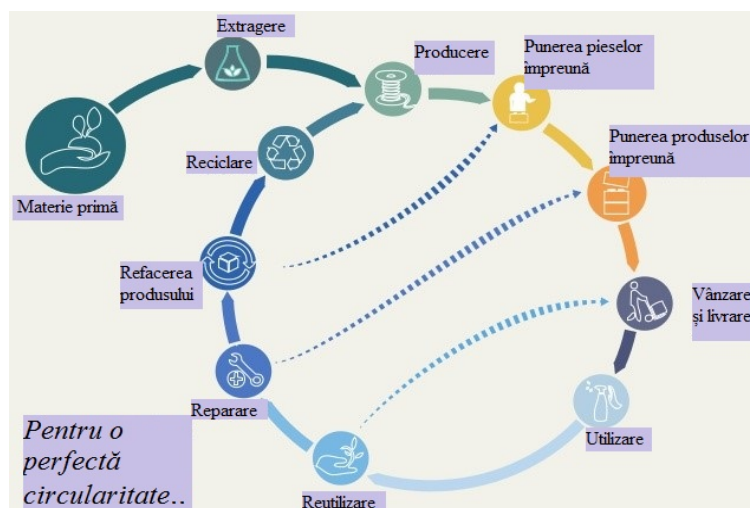 Extragere
Producere
Punerea pieselor
împreună
Punerea produselor
împreună
Reciclare
Materie primă
Refacerea
produsului
Vânzare
și livrare
Reparare
Utilizare
Pentru o
perfectă
circularitate..
Reutilizare